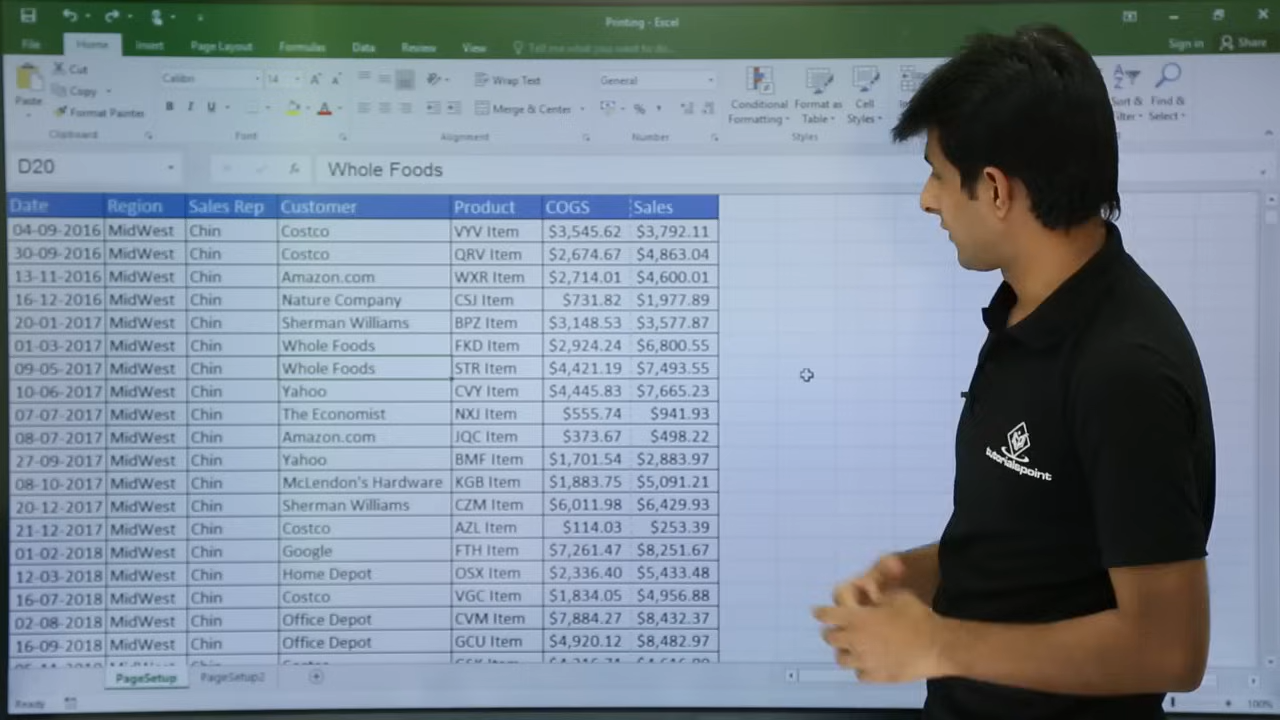 Printing - Excel
File Home Insert Page Layout Formulas Data Review View Tell me what you want to do... Sign in Share
Cut Calibri 14 Wrap Text General
Copy
Paste Format Painter B I U Merge & Center % Conditional Formatting Format as Table Cell Styles Sort & Filter Find & Select
Clipboard Font Alignment Number Styles
D20 fx Whole Foods
Date Region Sales Rep Customer Product COGS Sales
04-09-2016 MidWest Chin Costco VYV Item $3,545.62 $3,792.11
30-09-2016 MidWest Chin Costco QRV Item $2,674.67 $4,863.04
13-11-2016 MidWest Chin Amazon.com WXR Item $2,714.01 $4,600.01
16-12-2016 MidWest Chin Nature Company CSJ Item $731.82 $1,977.89
20-01-2017 MidWest Chin Sherman Williams BPZ Item $3,148.53 $3,577.87
01-03-2017 MidWest Chin Whole Foods FKD Item $2,924.24 $6,800.55
09-05-2017 MidWest Chin Whole Foods STR Item $4,421.19 $7,493.55
10-06-2017 MidWest Chin Yahoo CVY Item $4,445.83 $7,665.23
07-07-2017 MidWest Chin The Economist NXJ Item $555.74 $941.93
08-07-2017 MidWest Chin Amazon.com JQC Item $373.67 $498.22
27-09-2017 MidWest Chin Yahoo BMF Item $1,701.54 $2,883.97
08-10-2017 MidWest Chin McLendon's Hardware KGB Item $1,883.75 $5,091.21
20-12-2017 MidWest Chin Sherman Williams CZM Item $6,011.98 $6,429.93
21-12-2017 MidWest Chin Costco AZL Item $114.03 $253.39
01-02-2018 MidWest Chin Google FTH Item $7,261.47 $8,251.67
12-03-2018 MidWest Chin Home Depot OSX Item $2,336.40 $5,433.48
16-07-2018 MidWest Chin Costco VGC Item $1,834.05 $4,956.88
02-08-2018 MidWest Chin Office Depot CVM Item $7,884.27 $8,432.37
16-09-2018 MidWest Chin Office Depot GCU Item $4,920.12 $8,482.97
PageSetup PageSetup2
Ready 100%
tutorialspoint